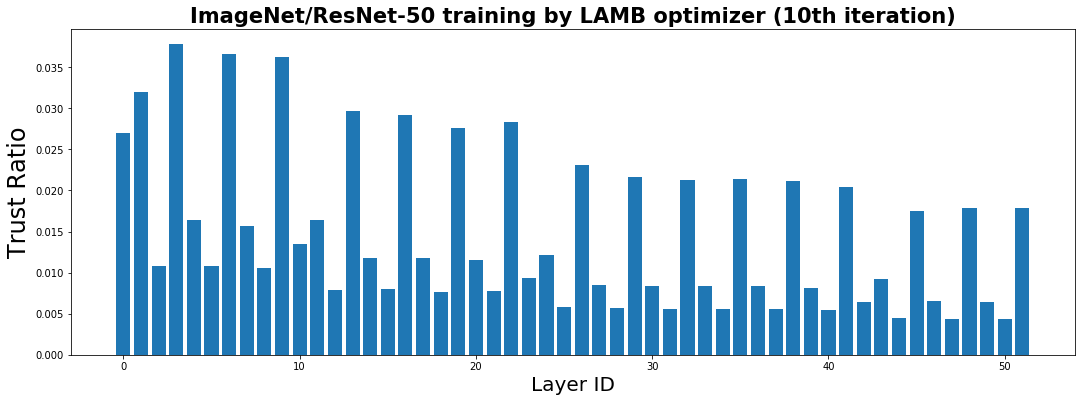 ImageNet/ResNet-50 training by LAMB optimizer (10th iteration)
Trust Ratio
0.035
0.030
0.025
0.020
0.015
0.010
0.005
0.000
0 10 20 30 40 50
Layer ID